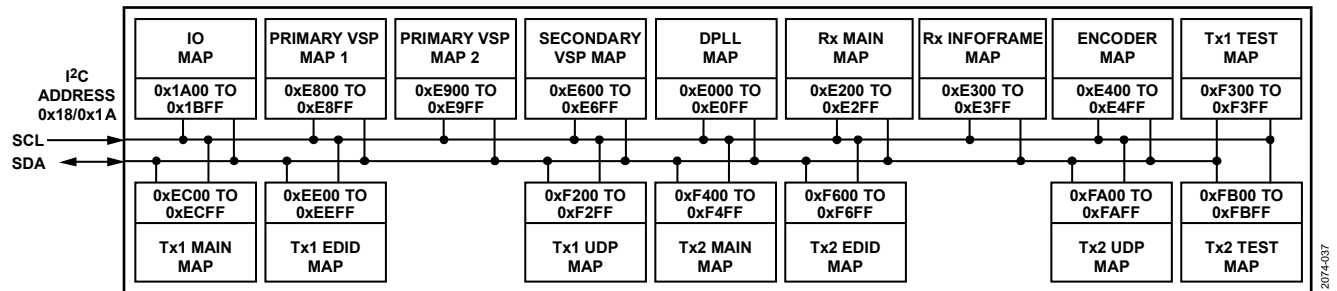 IO
MAP
0x1A00 TO
0x1BFF
PRIMARY VSP
MAP 1
0xE800 TO
0xE8FF
PRIMARY VSP
MAP 2
0xE900 TO
0xE9FF
SECONDARY
VSP MAP
0xE600 TO
0xE6FF
DPLL
MAP
0xE000 TO
0xE0FF
Rx MAIN
MAP
0xE200 TO
0xE2FF
Rx INFOFRAME
MAP
0xE300 TO
0xE3FF
ENCODER
MAP
0xE400 TO
0xE4FF
Tx1 TEST
MAP
0xF300 TO
0xF3FF
I2C
ADDRESS
0x18/0x1A
SCL
SDA
0xEC00 TO
0xECFF
Tx1 MAIN
MAP
0xEE00 TO
0xEEFF
Tx1 EDID
MAP
0xF200 TO
0xF2FF
Tx1 UDP
MAP
0xF400 TO
0xF4FF
Tx2 MAIN
MAP
0xF600 TO
0xF6FF
Tx2 EDID
MAP
0xFA00 TO
0xFAFF
Tx2 UDP
MAP
0xFB00 TO
0xFBFF
Tx2 TEST
MAP
2074-037